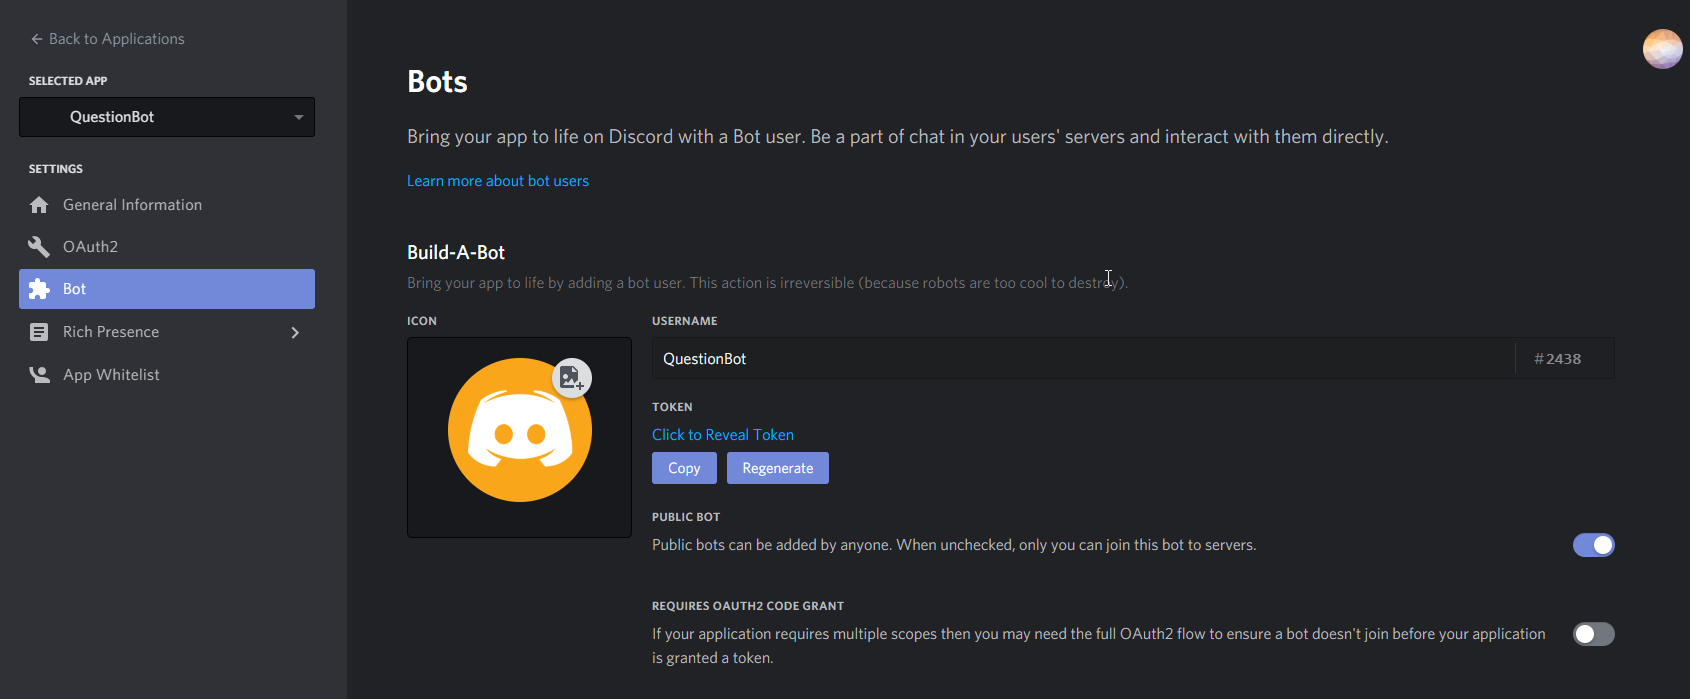 Back to Applications
SELECTED APP
QuestionBot
SETTINGS
General Information
OAuth2
Bot
Rich Presence
App Whitelist
Bots
Bring your app to life on Discord with a Bot user. Be a part of chat in your users' servers and interact with them directly.
Learn more about bot users
Build-A-Bot
Bring your app to life by adding a bot user. This action is irreversible (because robots are too cool to destroy).
ICON
USERNAME
QuestionBot #2438
TOKEN
Click to Reveal Token
Copy Regenerate
PUBLIC BOT
Public bots can be added by anyone. When unchecked, only you can join this bot to servers.
REQUIRES OAUTH2 CODE GRANT
If your application requires multiple scopes then you may need the full OAuth2 flow to ensure a bot doesn't join before your application
is granted a token.